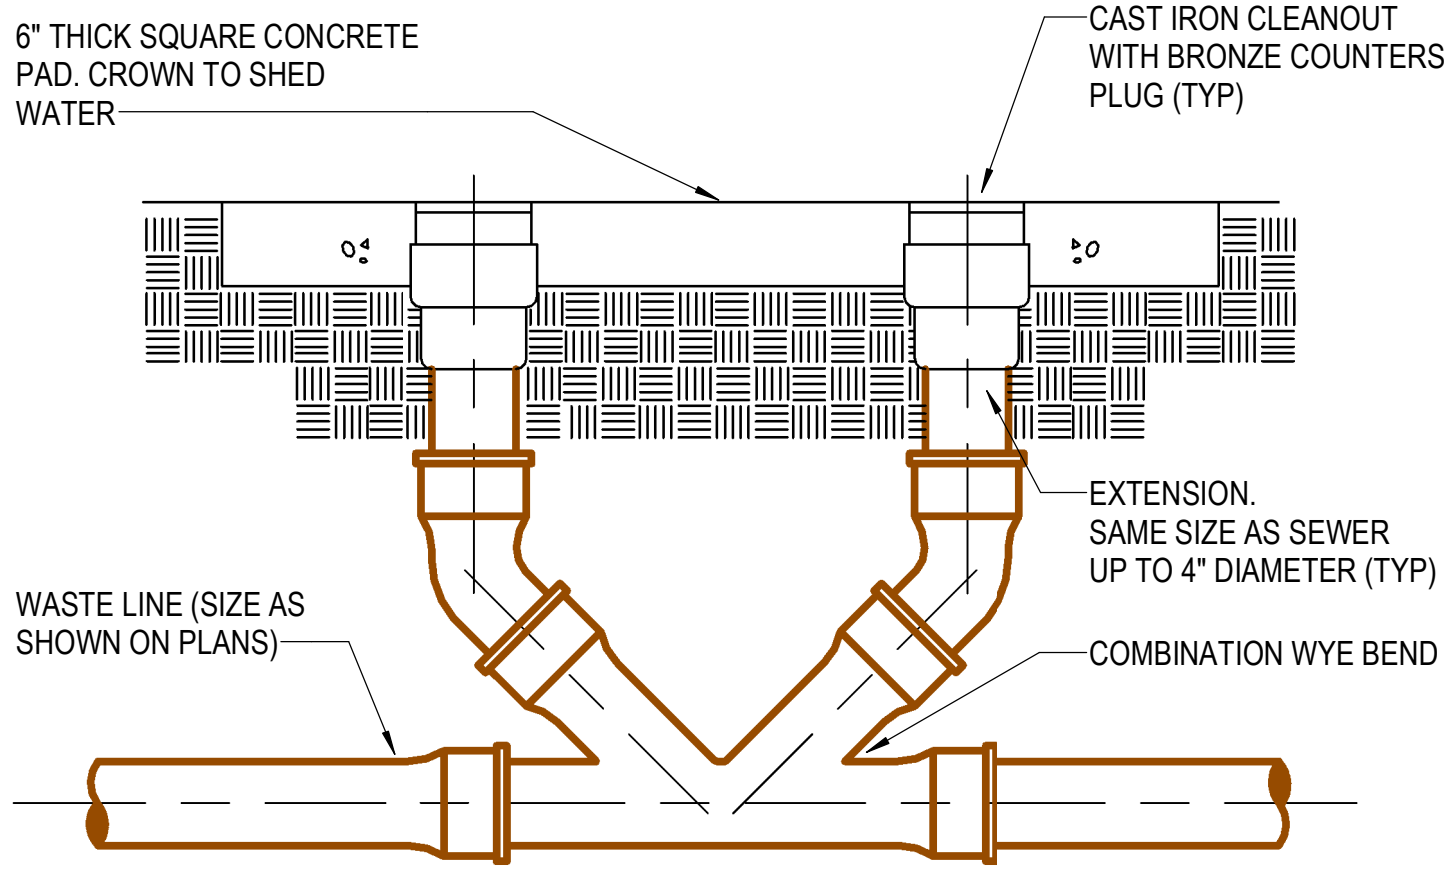 6" THICK SQUARE CONCRETE
PAD. CROWN TO SHED
WATER
CAST IRON CLEANOUT
WITH BRONZE COUNTERS
PLUG (TYP)
EXTENSION.
SAME SIZE AS SEWER
UP TO 4" DIAMETER (TYP)
WASTE LINE (SIZE AS
SHOWN ON PLANS)
COMBINATION WYE BEND